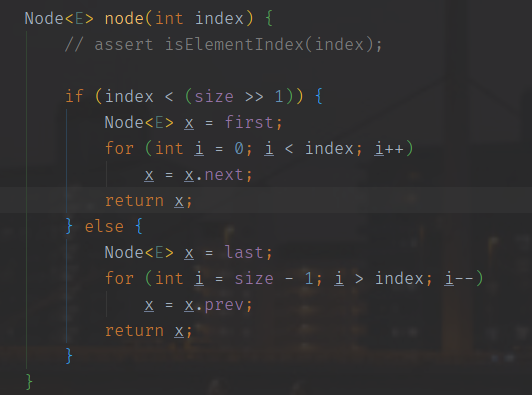 Node<E> node(int index) {
    // assert isElementIndex(index);

    if (index < (size >> 1)) {
        Node<E> x = first;
        for (int i = 0; i < index; i++)
            x = x.next;
        return x;
    } else {
        Node<E> x = last;
        for (int i = size - 1; i > index; i--)
            x = x.prev;
        return x;
    }
}